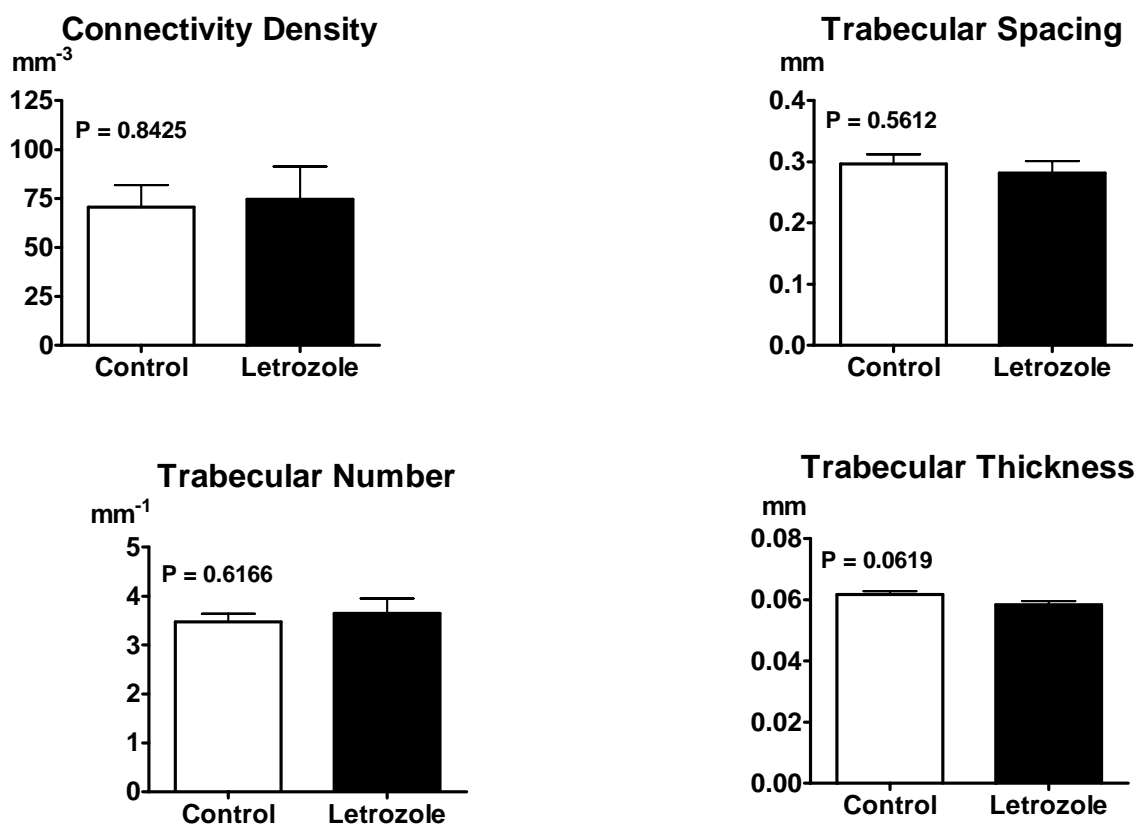 Connectivity Density
mm-3
125
100
75
50
25
0
P = 0.8425
Control Letrozole
Trabecular Spacing
mm
0.4
0.3
0.2
0.1
0.0
P = 0.5612
Control Letrozole
Trabecular Number
mm-1
5
4
3
2
1
0
P = 0.6166
Control Letrozole
Trabecular Thickness
mm
0.08
0.06
0.04
0.02
0.00
P = 0.0619
Control Letrozole